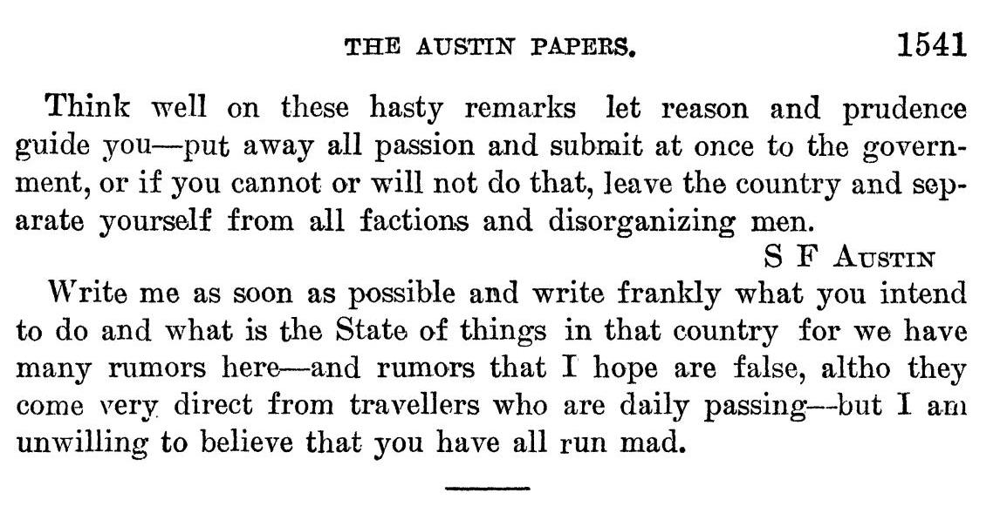 THE AUSTIN PAPERS. 1541
Think well on these hasty remarks let reason and prudence
guide you—put away all passion and submit at once to the govern-
ment, or if you cannot or will not do that, leave the country and sep-
arate yourself from all factions and disorganizing men.
S F AUSTIN
Write me as soon as possible and write frankly what you intend
to do and what is the State of things in that country for we have
many rumors here—and rumors that I hope are false, altho they
come very direct from travellers who are daily passing—but I am
unwilling to believe that you have all run mad.